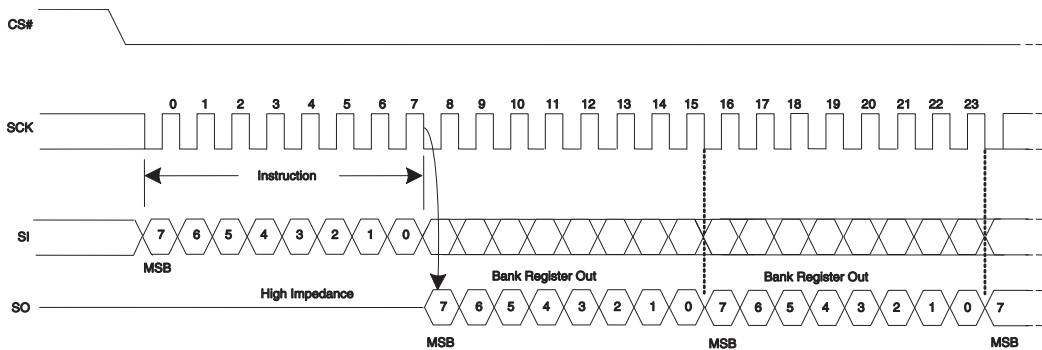 CS#
0 1 2 3 4 5 6 7 8 9 10 11 12 13 14 15 16 17 18 19 20 21 22 23
SCK
Instruction
SI 7 6 5 4 3 2 1 0
MSB Bank Register Out Bank Register Out
High Impedance
SO 7 6 5 4 3 2 1 0 7 6 5 4 3 2 1 0 7
MSB MSB MSB